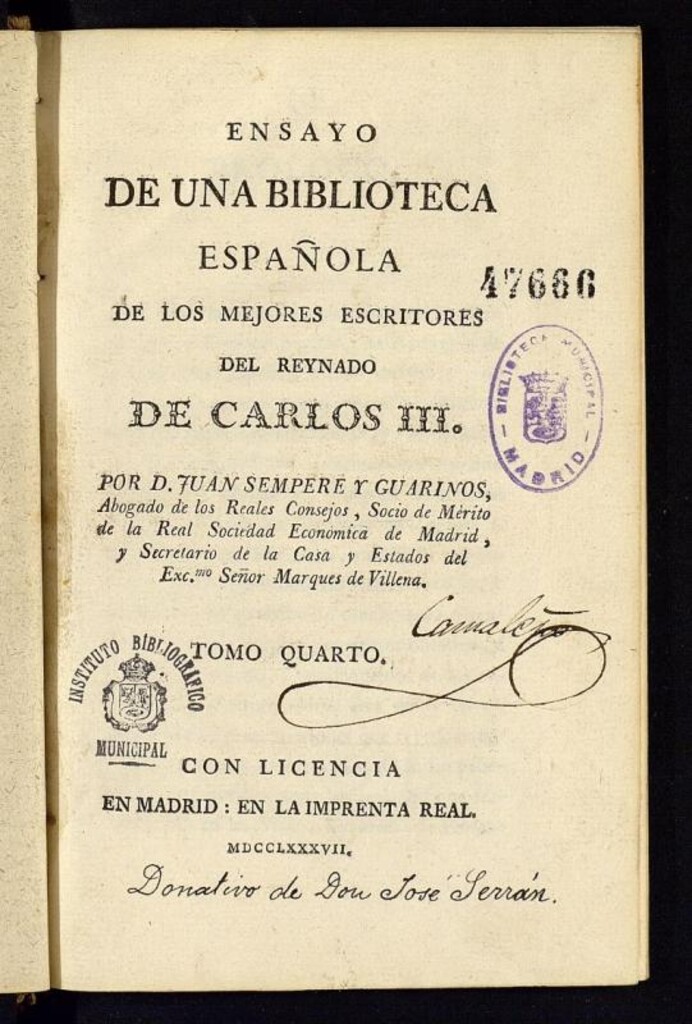 ENSAYO
DE UNA BIBLIOTECA
ESPAÑOLA
47666
DE LOS MEJORES ESCRITORES
DEL REYNADO
DE CARLOS III.
BIBLIOTECA MUNICIPAL
MADRID
POR D. JUAN SEMPERE Y GUARINOS,
Abogado de los Reales Consejos, Socio de Mérito
de la Real Sociedad Económica de Madrid,
y Secretario de la Casa y Estados del
Exc.mo Señor Marques de Villena.
TOMO QUARTO.
INSTITUTO BIBLIOGRÁFICO
MUNICIPAL
CON LICENCIA
EN MADRID : EN LA IMPRENTA REAL.
MDCCLXXXVII.
Donativo de Don José Serrán.